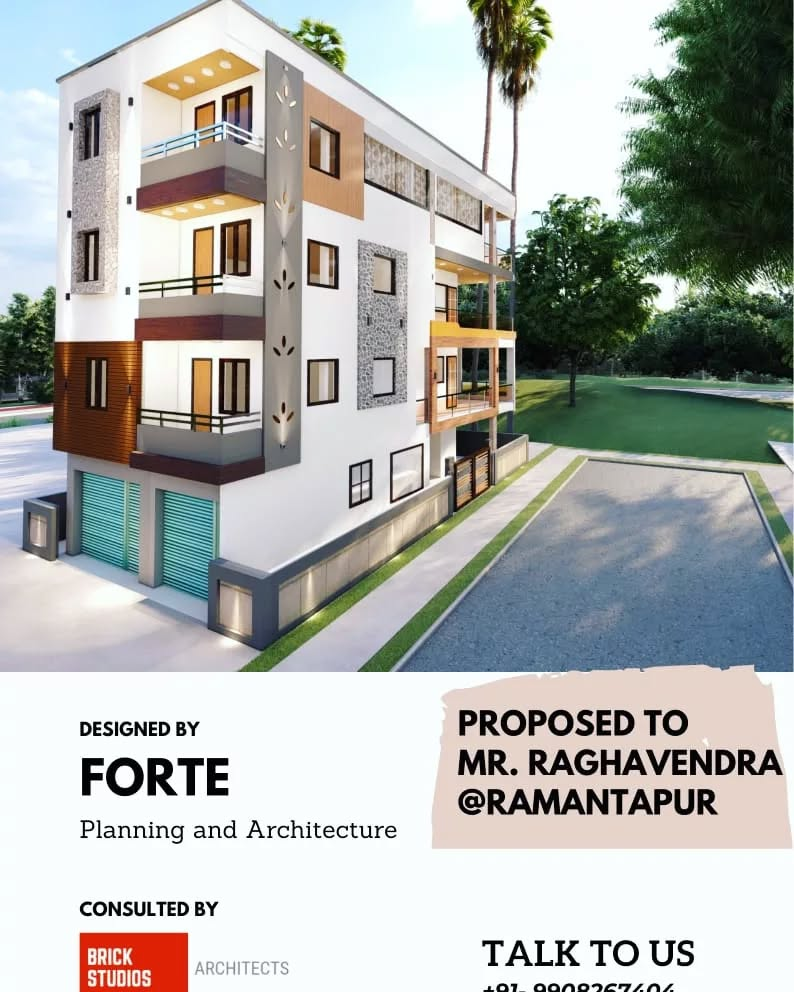 DESIGNED BY
FORTE
Planning and Architecture
PROPOSED TO
MR. RAGHAVENDRA
@RAMANTAPUR
CONSULTED BY
BRICK
STUDIOS
ARCHITECTS
TALK TO US
+91- 9908267404